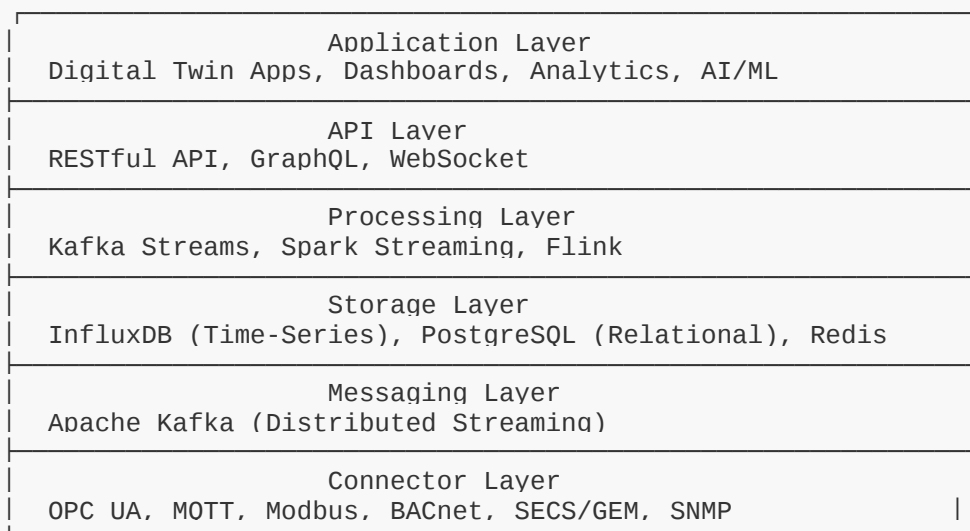 Application Layer
Digital Twin Apps, Dashboards, Analytics, AI/ML
API Layer
RESTful API, GraphQL, WebSocket
Processing Layer
Kafka Streams, Spark Streaming, Flink
Storage Layer
InfluxDB (Time-Series), PostgreSQL (Relational), Redis
Messaging Layer
Apache Kafka (Distributed Streaming)
Connector Layer
OPC UA, MQTT, Modbus, BACnet, SECS/GEM, SNMP